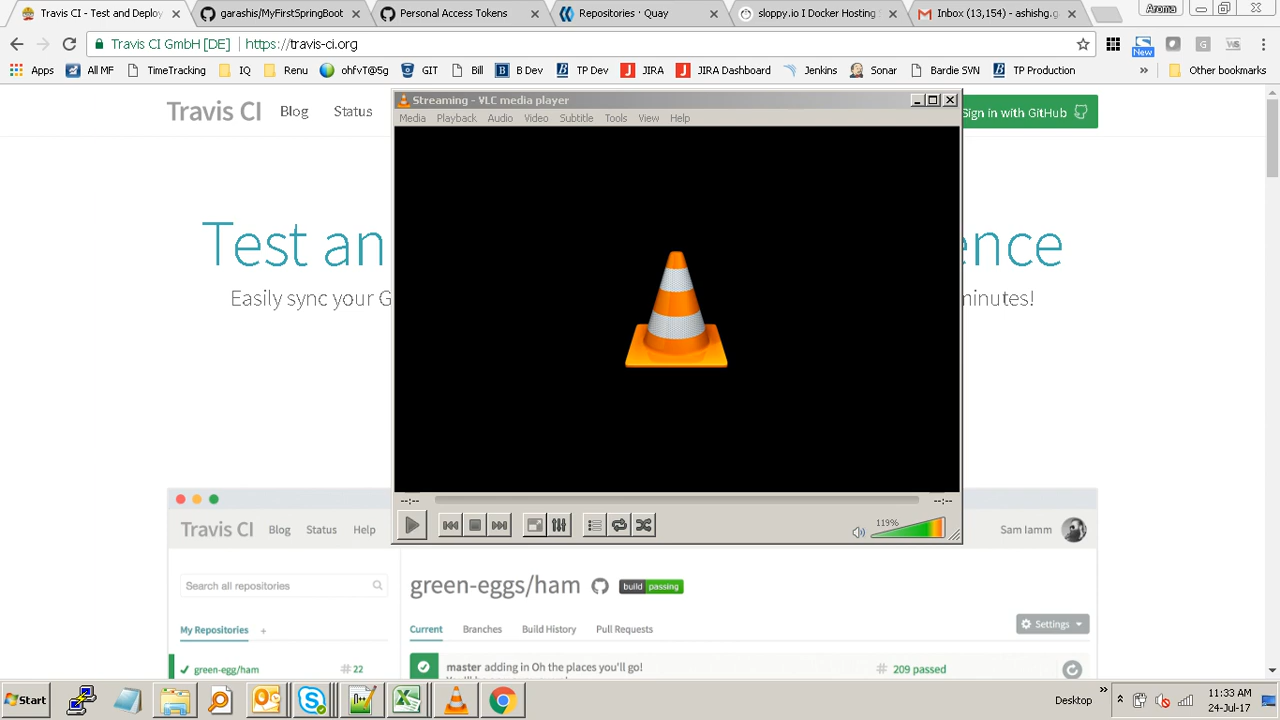 Travis CI - Test and Deploy
garashis/MyFirstSpringBoot
Personal Access Tokens
Repositories · Quay
sloppy.io | Docker Hosting
Inbox (13,154) - ashishg.g
Aroma
Travis CI GmbH [DE]
https://travis-ci.org
New
Apps
All MF
TimeTracking
IQ
Renu
ohfvT@5g
GIT
Bill
B Dev
TP Dev
JIRA
JIRA Dashboard
Jenkins
Sonar
Bardie SVN
TP Production
»
Other bookmarks
Travis CI
Blog
Status
Sign in with GitHub
Streaming - VLC media player
Media Playback Audio Video Subtitle Tools View Help
Test an
ence
Easily sync your G
minutes!
--:--
--:--
119%
Travis CI
Blog
Status
Help
Sam Iamm
Search all repositories
green-eggs/ham
build passing
My Repositories +
Current
Branches
Build History
Pull Requests
Settings
green-egg/ham
# 22
master adding in Oh the places you'll go!
# 209 passed
Start
Desktop
»
11:33 AM
24-Jul-17